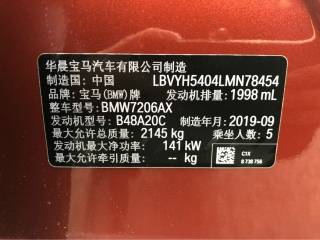 华晨宝马汽车有限公司制造
制造国：中国 LBVYH5404LMN78454
品牌：宝马(BMW)牌 发动机排量：1998 mL
整车型号：BMW7206AX
发动机型号：B48A20C 制造年月：2019-09
最大允许总质量：2145 kg 乘坐人数：5
发动机最大净功率：141 kW
最大允许牵引质量：-- kg
C1X
8 738 756